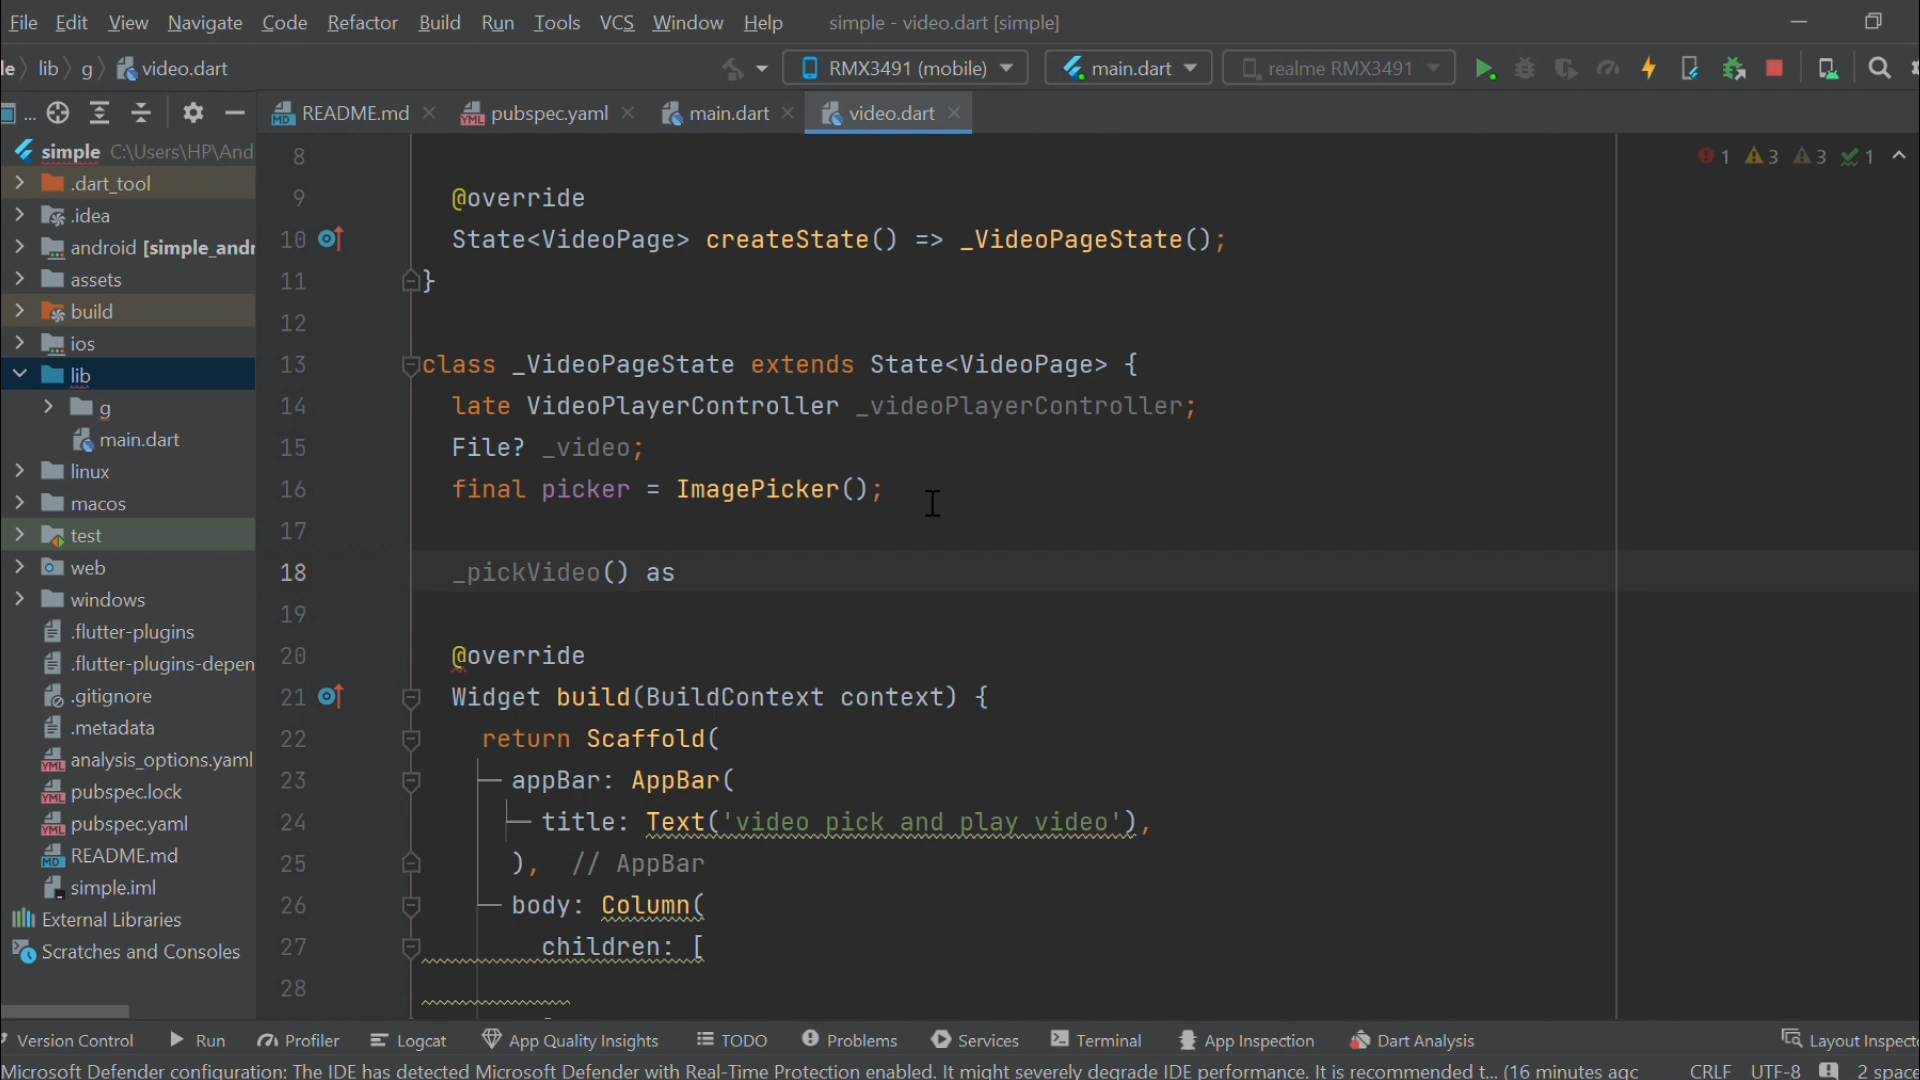 File Edit View Navigate Code Refactor Build Run Tools VCS Window Help simple - video.dart [simple]
le lib g video.dart RMX3491 (mobile) main.dart realme RMX3491
... README.md pubspec.yaml main.dart video.dart
simple C:\Users\HP\And
.dart_tool
.idea
android [simple_andr
assets
build
ios
lib
g
main.dart
linux
macos
test
web
windows
.flutter-plugins
.flutter-plugins-depen
.gitignore
.metadata
analysis_options.yaml
pubspec.lock
pubspec.yaml
README.md
simple.iml
External Libraries
Scratches and Consoles
1 3 3 1
8
9 @override
10 State<VideoPage> createState() => _VideoPageState();
11 }
12
13 class _VideoPageState extends State<VideoPage> {
14 late VideoPlayerController _videoPlayerController;
15 File? _video;
16 final picker = ImagePicker();
17
18 _pickVideo() as
19
20 @override
21 Widget build(BuildContext context) {
22 return Scaffold(
23 appBar: AppBar(
24 title: Text('video pick and play video'),
25 ), // AppBar
26 body: Column(
27 children: [
28
Version Control Run Profiler Logcat App Quality Insights TODO Problems Services Terminal App Inspection Dart Analysis Layout Inspect
Microsoft Defender configuration: The IDE has detected Microsoft Defender with Real-Time Protection enabled. It might severely degrade IDE performance. It is recommended t... (16 minutes ago CRLF UTF-8 2 space